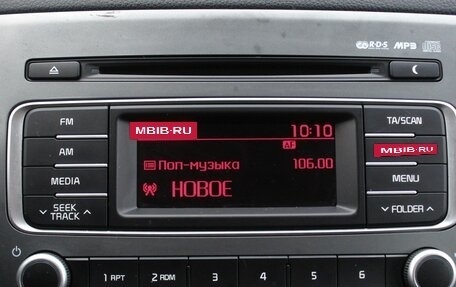 RDS MP3
FM
MBIB.RU
10:10
TA/SCAN
AF
AM
Поп-музыка 106.00
MBIB.RU
MEDIA
НОВОЕ
MENU
SEEK
TRACK
FOLDER
1 RPT
2 RDM
3
4
5
6